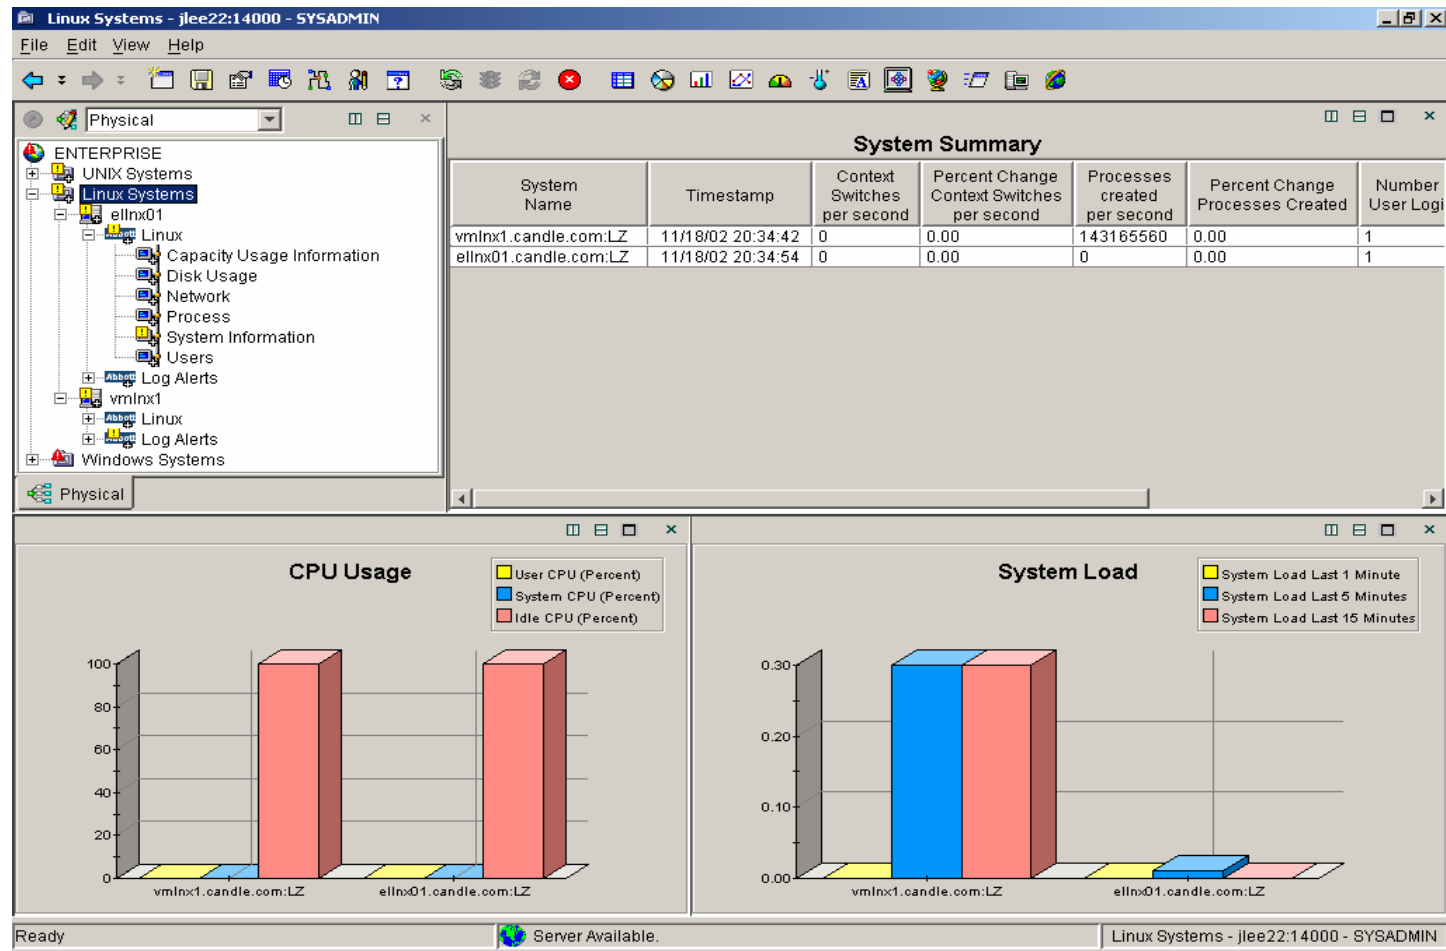 Linux Systems - jlee22:14000 - SYSADMIN
File Edit View Help
Physical
ENTERPRISE
UNIX Systems
Linux Systems
ellnx01
Abbott Linux
Capacity Usage Information
Disk Usage
Network
Process
System Information
Users
Abbott Log Alerts
vmlnx1
Abbott Linux
Abbott Log Alerts
Windows Systems
Physical
System Summary
System Name Timestamp Context Switches per second Percent Change Context Switches per second Processes created per second Percent Change Processes Created Number User Logi
vmlnx1.candle.com:LZ 11/18/02 20:34:42 0 0.00 143165560 0.00 1
ellnx01.candle.com:LZ 11/18/02 20:34:54 0 0.00 0 0.00 1
CPU Usage
User CPU (Percent)
System CPU (Percent)
Idle CPU (Percent)
100
80
60
40
20
0
vmlnx1.candle.com:LZ ellnx01.candle.com:LZ
System Load
System Load Last 1 Minute
System Load Last 5 Minutes
System Load Last 15 Minutes
0.30
0.20
0.10
0.00
vmlnx1.candle.com:LZ ellnx01.candle.com:LZ
Ready Server Available. Linux Systems - jlee22:14000 - SYSADMIN